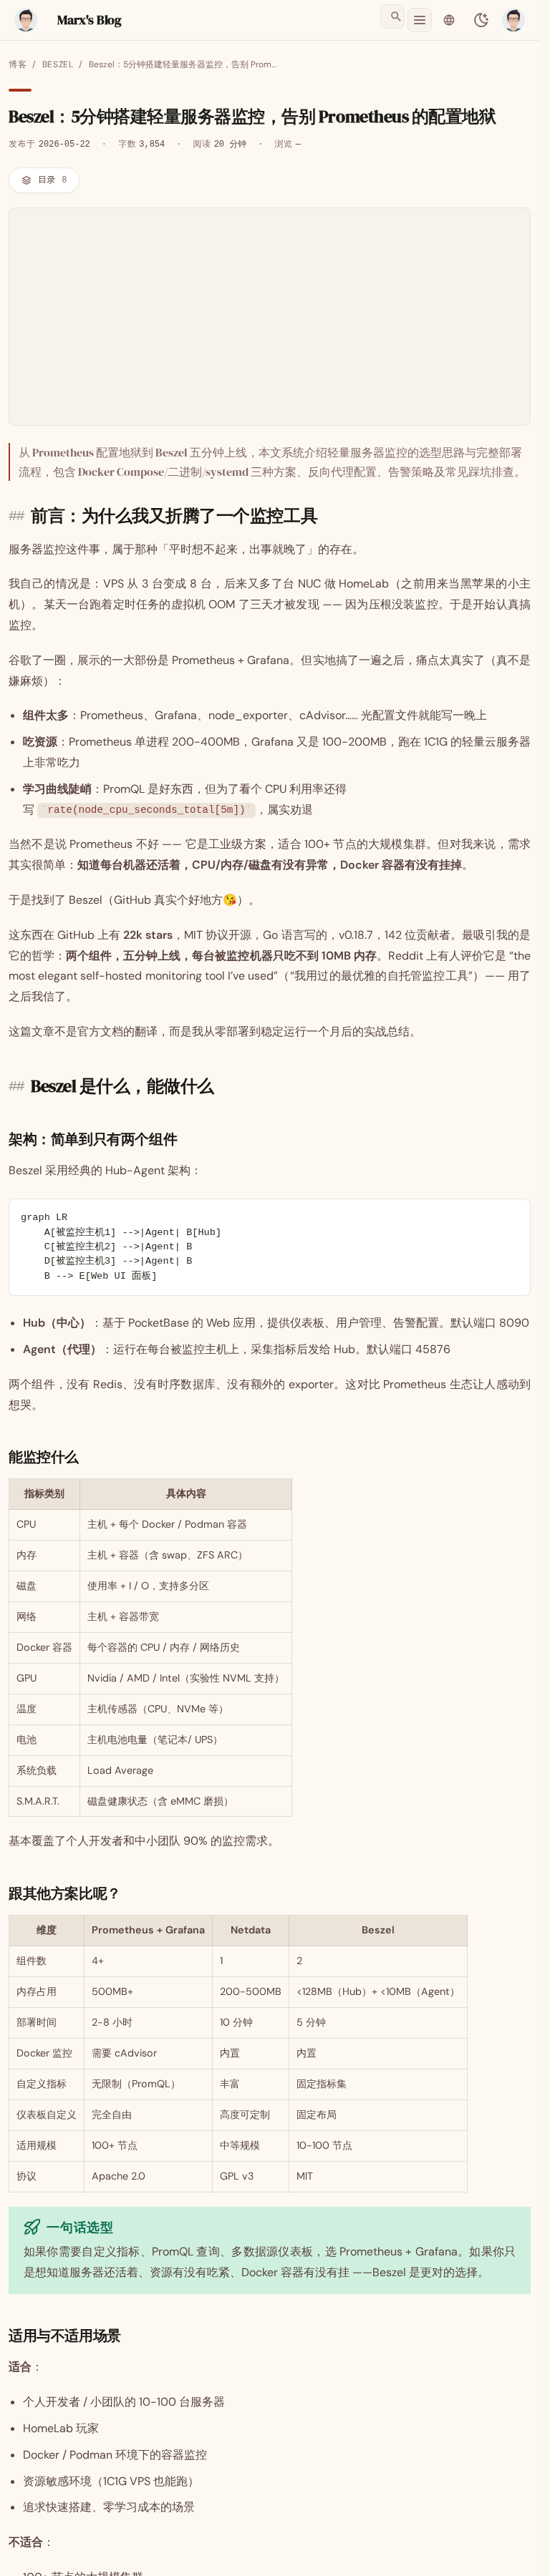 Marx's Blog
博客 / BESZEL / Beszel：5分钟搭建轻量服务器监控，告别 Prom…
Beszel：5分钟搭建轻量服务器监控，告别 Prometheus 的配置地狱
发布于 2026-05-22 · 字数 3,854 · 阅读 20 分钟 · 浏览 —
目录 8
从 Prometheus 配置地狱到 Beszel 五分钟上线，本文系统介绍轻量服务器监控的选型思路与完整部署
流程，包含 Docker Compose/二进制/systemd 三种方案、反向代理配置、告警策略及常见踩坑排查。
## 前言：为什么我又折腾了一个监控工具
服务器监控这件事，属于那种「平时想不起来，出事就晚了」的存在。
我自己的情况是：VPS 从 3 台变成 8 台，后来又多了台 NUC 做 HomeLab（之前用来当黑苹果的小主
机）。某天一台跑着定时任务的虚拟机 OOM 了三天才被发现 —— 因为压根没装监控。于是开始认真搞
监控。
谷歌了一圈，展示的一大部份是 Prometheus + Grafana。但实地搞了一遍之后，痛点太真实了（真不是
嫌麻烦）：
• 组件太多：Prometheus、Grafana、node_exporter、cAdvisor…… 光配置文件就能写一晚上
• 吃资源：Prometheus 单进程 200-400MB，Grafana 又是 100-200MB，跑在 1C1G 的轻量云服务器
上非常吃力
• 学习曲线陡峭：PromQL 是好东西，但为了看个 CPU 利用率还得
写 `rate(node_cpu_seconds_total[5m])`，属实劝退
当然不是说 Prometheus 不好 —— 它是工业级方案，适合 100+ 节点的大规模集群。但对我来说，需求
其实很简单：知道每台机器还活着，CPU/内存/磁盘有没有异常，Docker 容器有没有挂掉。
于是找到了 Beszel（GitHub 真实个好地方😘）。
这东西在 GitHub 上有 22k stars，MIT 协议开源，Go 语言写的，v0.18.7，142 位贡献者。最吸引我的是
它的哲学：两个组件，五分钟上线，每台被监控机器只吃不到 10MB 内存。Reddit 上有人评价它是 “the
most elegant self-hosted monitoring tool I’ve used”（“我用过的最优雅的自托管监控工具”）—— 用了
之后我信了。
这篇文章不是官方文档的翻译，而是我从零部署到稳定运行一个月后的实战总结。
## Beszel 是什么，能做什么
架构：简单到只有两个组件
Beszel 采用经典的 Hub-Agent 架构：
graph LR
A[被监控主机1] -->|Agent| B[Hub]
C[被监控主机2] -->|Agent| B
D[被监控主机3] -->|Agent| B
B --> E[Web UI 面板]
• Hub（中心）：基于 PocketBase 的 Web 应用，提供仪表板、用户管理、告警配置。默认端口 8090
• Agent（代理）：运行在每台被监控主机上，采集指标后发给 Hub。默认端口 45876
两个组件，没有 Redis、没有时序数据库、没有额外的 exporter。这对比 Prometheus 生态让人感动到
想哭。
能监控什么
指标类别 具体内容
CPU 主机 + 每个 Docker / Podman 容器
内存 主机 + 容器（含 swap、ZFS ARC）
磁盘 使用率 + I / O，支持多分区
网络 主机 + 容器带宽
Docker 容器 每个容器的 CPU / 内存 / 网络历史
GPU Nvidia / AMD / Intel（实验性 NVML 支持）
温度 主机传感器（CPU、NVMe 等）
电池 主机电池电量（笔记本/ UPS）
系统负载 Load Average
S.M.A.R.T. 磁盘健康状态（含 eMMC 磨损）
基本覆盖了个人开发者和中小团队 90% 的监控需求。
跟其他方案比呢？
维度 Prometheus + Grafana Netdata Beszel
组件数 4+ 1 2
内存占用 500MB+ 200-500MB <128MB（Hub）+ <10MB（Agent）
部署时间 2-8 小时 10 分钟 5 分钟
Docker 监控 需要 cAdvisor 内置 内置
自定义指标 无限制（PromQL） 丰富 固定指标集
仪表板自定义 完全自由 高度可定制 固定布局
适用规模 100+ 节点 中等规模 10-100 节点
协议 Apache 2.0 GPL v3 MIT
一句话选型
如果你需要自定义指标、PromQL 查询、多数据源仪表板，选 Prometheus + Grafana。如果你只
是想知道服务器还活着、资源有没有吃紧、Docker 容器有没有挂 ——Beszel 是更对的选择。
适用与不适用场景
适合：
• 个人开发者 / 小团队的 10-100 台服务器
• HomeLab 玩家
• Docker / Podman 环境下的容器监控
• 资源敏感环境（1C1G VPS 也能跑）
• 追求快速搭建、零学习成本的场景
不适合：
• 100+ 节点的大规模集群